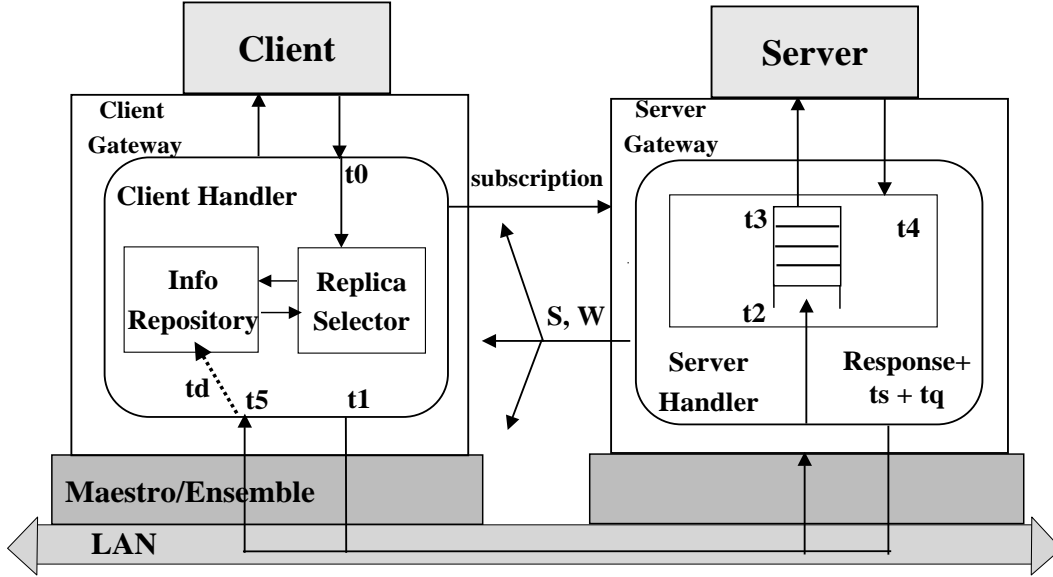 Client
Server
Client
Gateway
Server
Gateway
t0
Client Handler
subscription
t3
t4
Info
Repository
Replica
Selector
S, W
t2
td
t5
t1
Server
Handler
Response+
ts + tq
Maestro/Ensemble
LAN